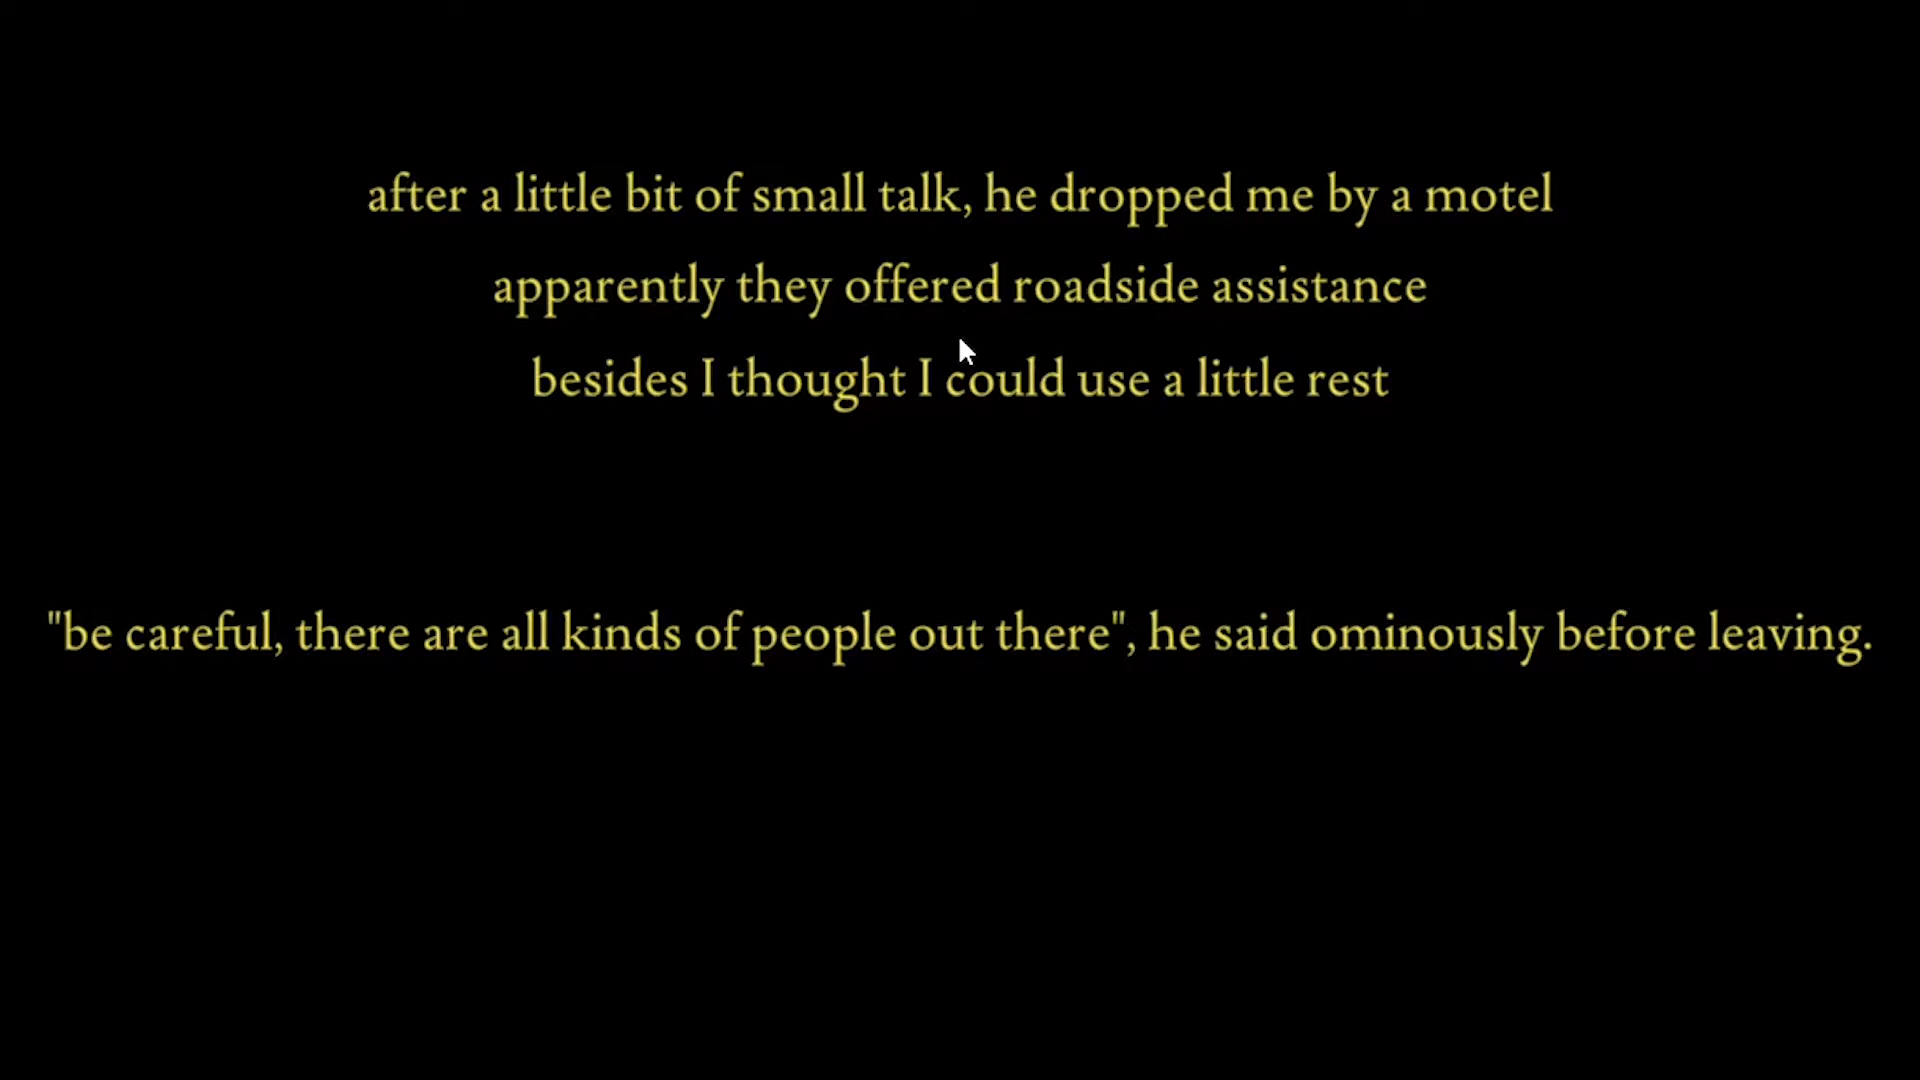 after a little bit of small talk, he dropped me by a motel
apparently they offered roadside assistance
besides I thought I could use a little rest
"be careful, there are all kinds of people out there", he said ominously before leaving.